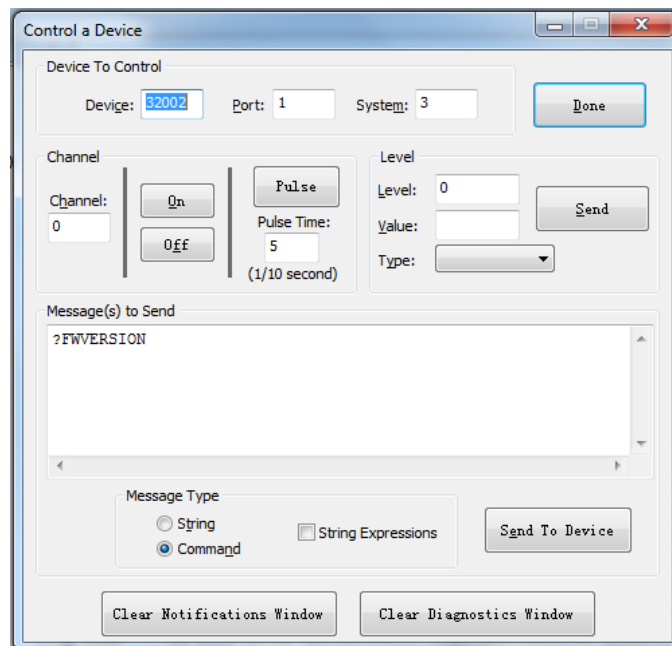 Control a Device
Device To Control
Device: 32002 Port: 1 System: 3 Done
Channel
Channel:
0
On
Off
Pulse
Pulse Time:
5
(1/10 second)
Level
Level: 0
Value:
Type:
Send
Message(s) to Send
?FWVERSION
Message Type
String
Command
String Expressions
Send To Device
Clear Notifications Window Clear Diagnostics Window